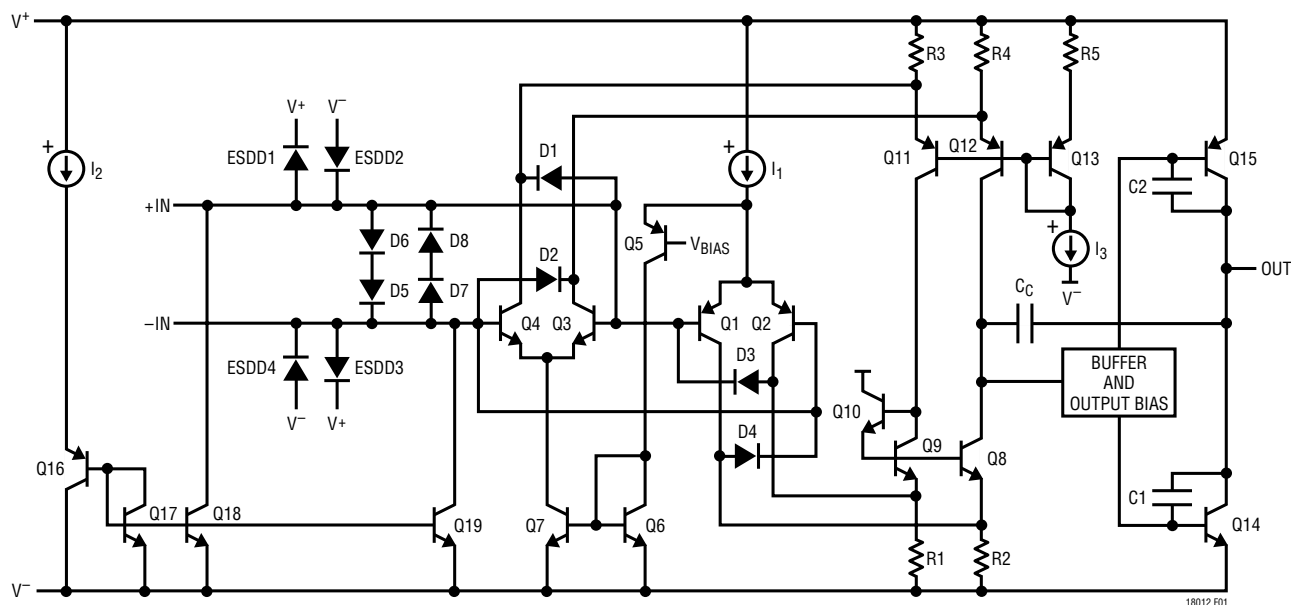 V+
R3
R4
R5
V+
V−
ESDD1
ESDD2
+
I2
D1
+
I1
Q11
Q12
Q13
Q15
C2
+IN
D6
D8
Q5
VBIAS
+
I3
V−
OUT
D2
D5
D7
CC
−IN
Q4
Q3
Q1
Q2
ESDD4
ESDD3
D3
BUFFER
AND
OUTPUT BIAS
V−
V+
Q10
D4
Q9
Q8
Q16
C1
Q17
Q18
Q19
Q7
Q6
Q14
R1
R2
V−
18012 F01